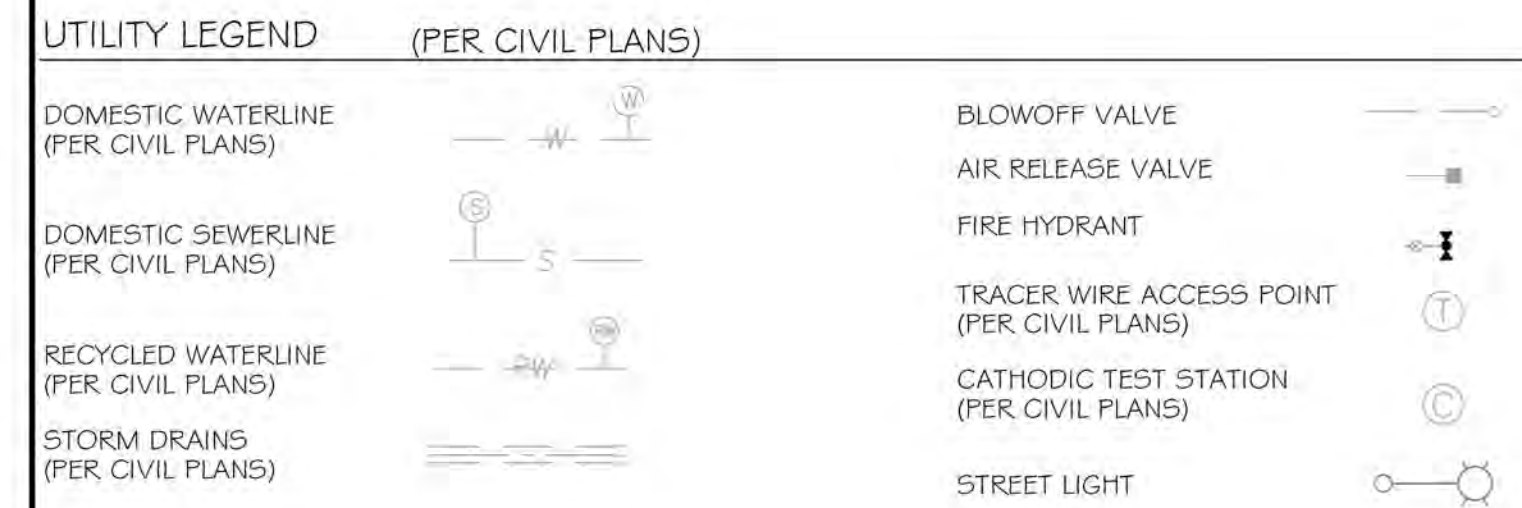 UTILITY LEGEND (PER CIVIL PLANS)
DOMESTIC WATERLINE
(PER CIVIL PLANS)
W
W
DOMESTIC SEWERLINE
(PER CIVIL PLANS)
S
S
RECYCLED WATERLINE
(PER CIVIL PLANS)
RW
RW
STORM DRAINS
(PER CIVIL PLANS)
BLOWOFF VALVE
AIR RELEASE VALVE
FIRE HYDRANT
TRACER WIRE ACCESS POINT
(PER CIVIL PLANS)
T
CATHODIC TEST STATION
(PER CIVIL PLANS)
C
STREET LIGHT